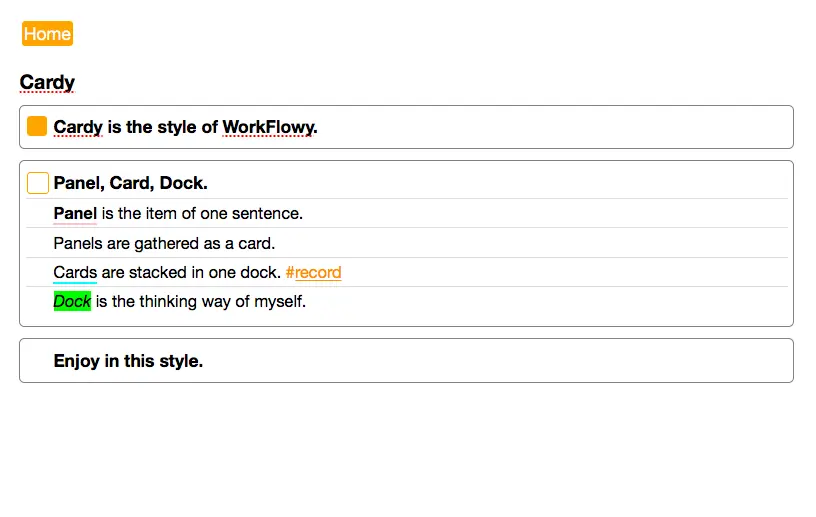 Home
Cardy
Cardy is the style of WorkFlowy.
Panel, Card, Dock.
Panel is the item of one sentence.
Panels are gathered as a card.
Cards are stacked in one dock. #record
Dock is the thinking way of myself.
Enjoy in this style.